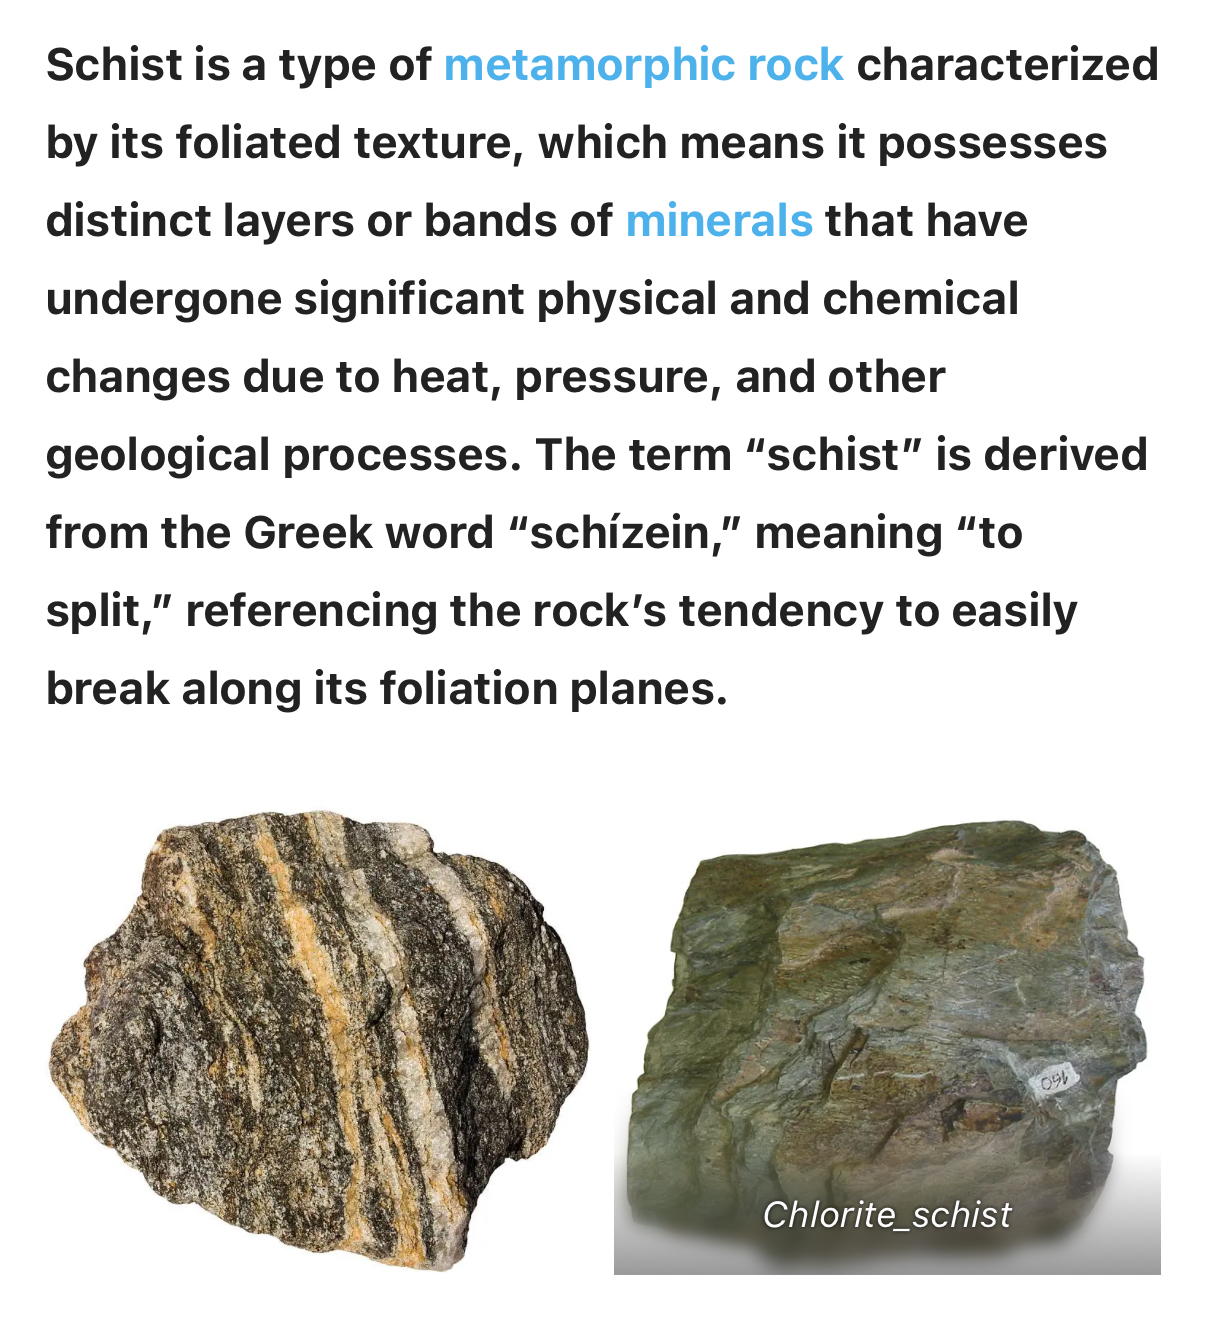 Schist is a type of metamorphic rock characterized
by its foliated texture, which means it possesses
distinct layers or bands of minerals that have
undergone significant physical and chemical
changes due to heat, pressure, and other
geological processes. The term “schist” is derived
from the Greek word “schízein,” meaning “to
split,” referencing the rock’s tendency to easily
break along its foliation planes.
160
Chlorite_schist